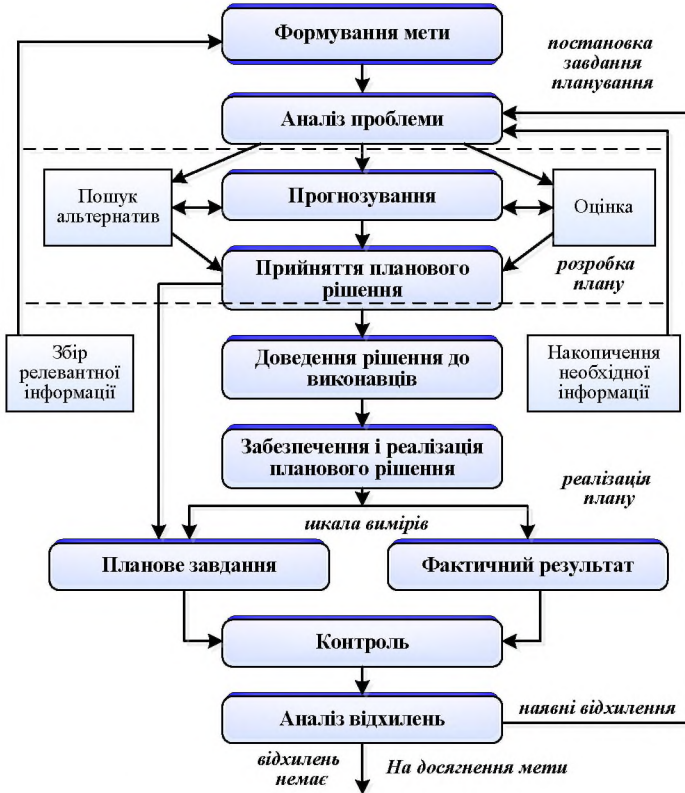 Формування мети
постановка
завдання
планування
Аналіз проблеми
Пошук
альтернатив
Прогнозування
Оцінка
Прийняття планового
рішення
розробка
плану
Збір
релевантної
інформації
Доведення рішення до
виконавців
Накопичення
необхідної
інформації
Забезпечення і реалізація
планового рішення
реалізація
плану
шкала вимірів
Планове завдання
Фактичний результат
Контроль
Аналіз відхилень
наявні відхилення
відхилень
немає
На досягнення мети